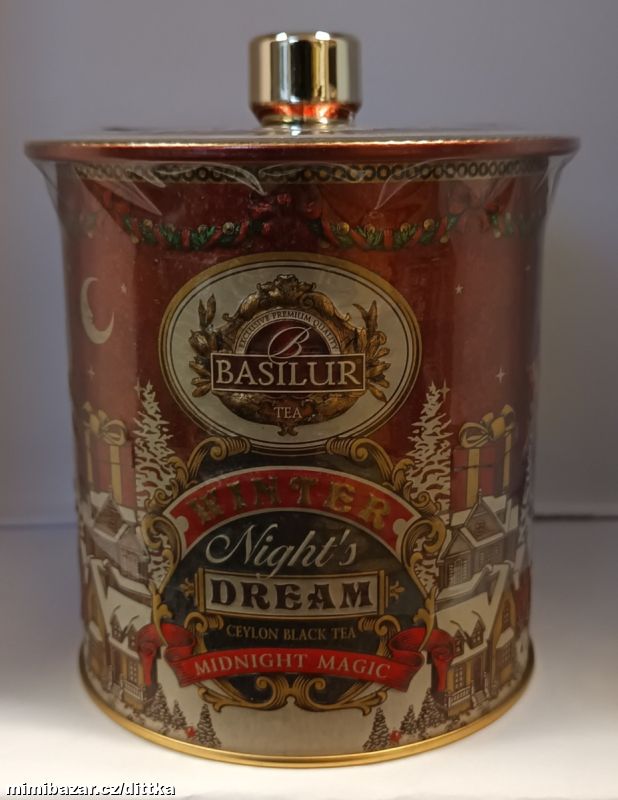 EXCLUSIVE PREMIUM QUALITY
B
BASILUR
TEA
WINTER
Night's
DREAM
CEYLON BLACK TEA
MIDNIGHT MAGIC
mimibazar.cz/dittka